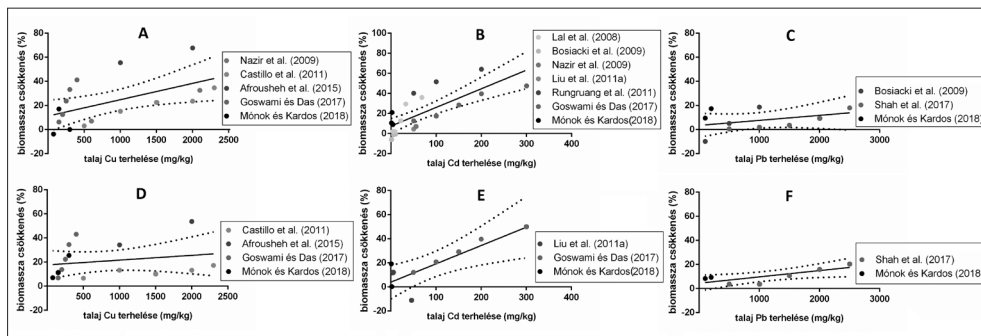 A
biomassza csökkenés (%)
80
60
40
20
0
-20
500
1000
1500
2000
2500
talaj Cu terhelése (mg/kg)
Nazir et al. (2009)
Castillo et al. (2011)
Afrousheh et al. (2015)
Goswami és Das (2017)
Mónok és Kardos (2018)
B
biomassza csökkenés (%)
100
80
60
40
20
0
-20
100
200
300
400
talaj Cd terhelése (mg/kg)
Lal et al. (2008)
Bosiacki et al. (2009)
Nazir et al. (2009)
Liu et al. (2011a)
Rungruang et al. (2011)
Goswami és Das (2017)
Mónok és Kardos(2018)
C
biomassza csökkenés (%)
80
60
40
20
0
-20
1000
2000
3000
talaj Pb terhelése (mg/kg)
Bosiacki et al. (2009)
Shah et al. (2017)
Mónok és Kardos (2018)
D
biomassza csökkenés (%)
80
60
40
20
0
-20
500
1000
1500
2000
2500
talaj Cu terhelése (mg/kg)
Castillo et al. (2011)
Afrousheh et al. (2015)
Goswami és Das (2017)
Mónok és Kardos (2018)
E
biomassza csökkenés (%)
80
60
40
20
0
-20
100
200
300
400
talaj Cd terhelése (mg/kg)
Liu et al. (2011a)
Goswami és Das (2017)
Mónok és Kardos(2018)
F
biomassza csökkenés (%)
80
60
40
20
0
-20
1000
2000
3000
talaj Pb terhelése (mg/kg)
Shah et al. (2017)
Mónok és Kardos (2018)